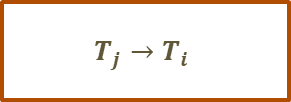 Tⱼ → Tᵢ